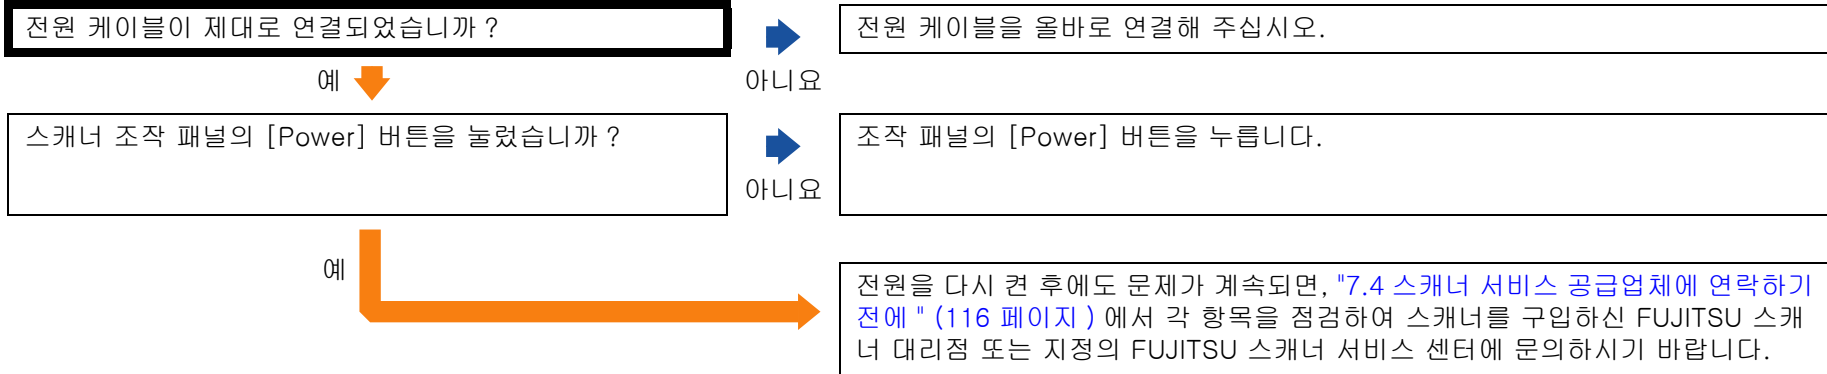 전원 케이블이 제대로 연결되었습니까 ?
전원 케이블을 올바로 연결해 주십시오.
예
아니요
스캐너 조작 패널의 [Power] 버튼을 눌렀습니까 ?
조작 패널의 [Power] 버튼을 누릅니다.
아니요
예
전원을 다시 켠 후에도 문제가 계속되면, "7.4 스캐너 서비스 공급업체에 연락하기
전에 " (116 페이지 ) 에서 각 항목을 점검하여 스캐너를 구입하신 FUJITSU 스캐
너 대리점 또는 지정의 FUJITSU 스캐너 서비스 센터에 문의하시기 바랍니다.